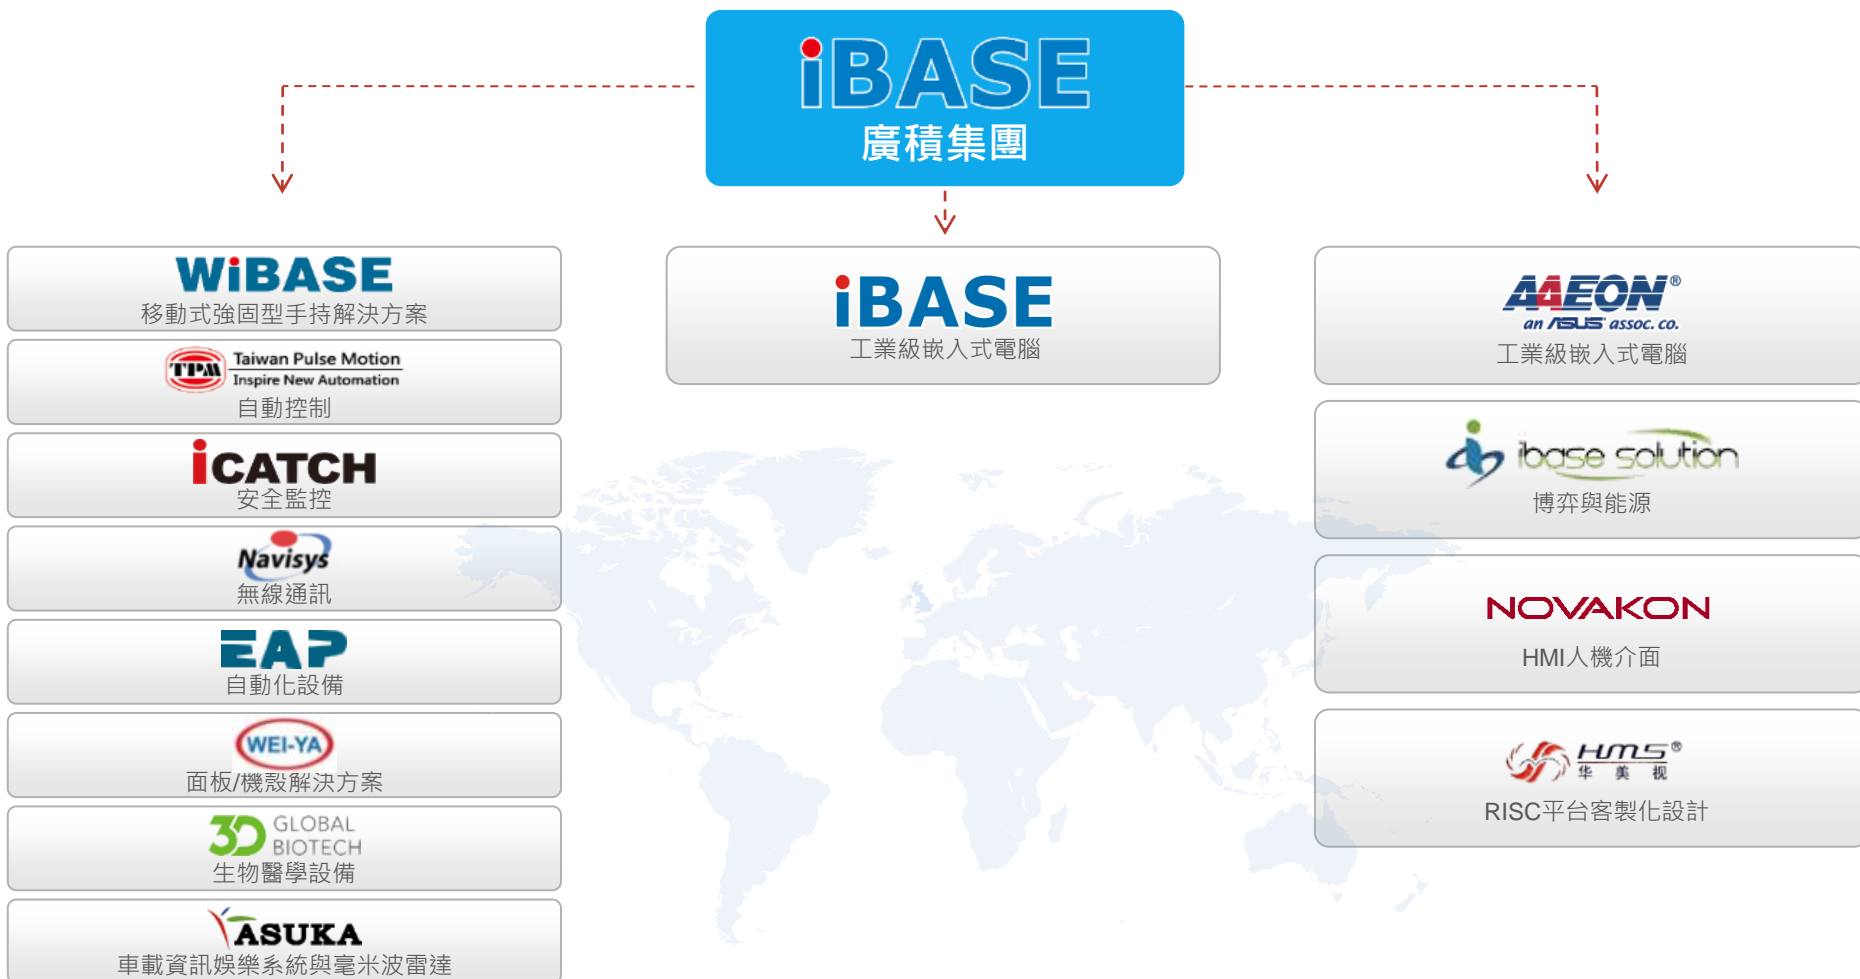 iBASE
廣積集團
WiBASE
移動式強固型手持解決方案
TPM
Taiwan Pulse Motion
Inspire New Automation
自動控制
iCATCH
安全監控
Navisys
無線通訊
EAP
自動化設備
WEI-YA
面板/機殼解決方案
3D GLOBAL
BIOTECH
生物醫學設備
ASUKA
車載資訊娛樂系統與毫米波雷達
iBASE
工業級嵌入式電腦
AAEON®
an ASUS assoc. co.
工業級嵌入式電腦
ibase solution
博弈與能源
NOVAKON
HMI人機介面
HMS®
华美视
RISC平台客製化設計